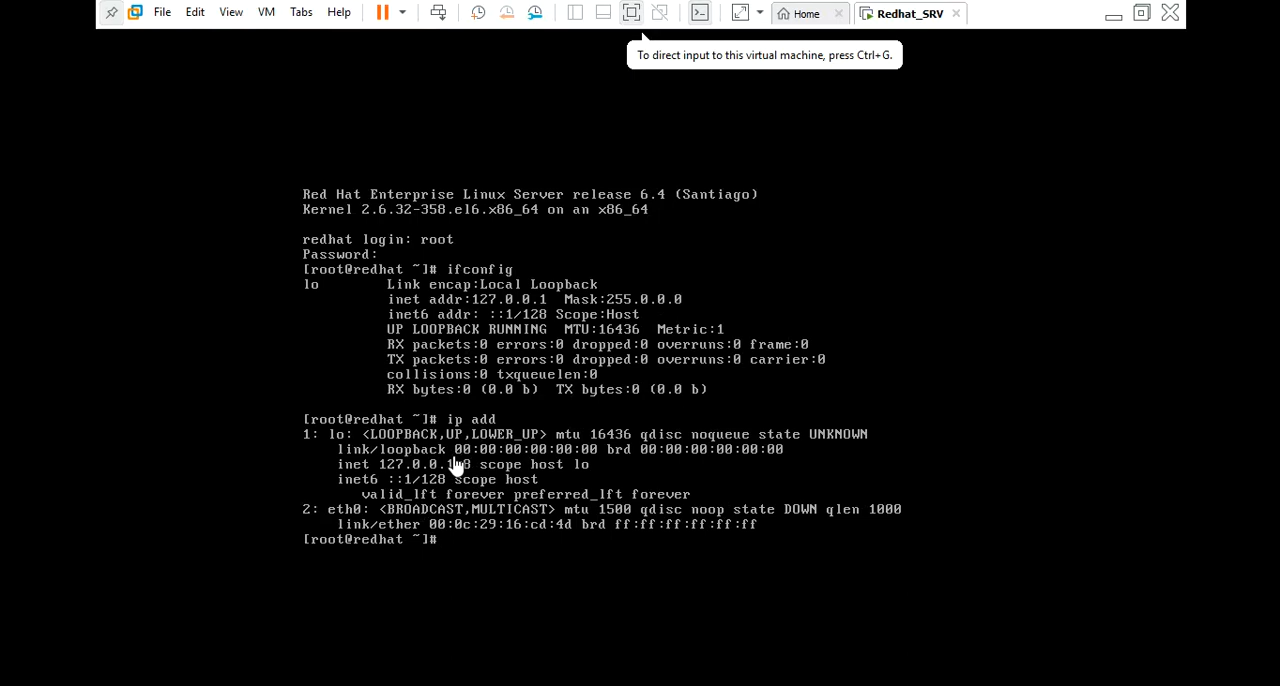 File Edit View VM Tabs Help Home Redhat_SRV
To direct input to this virtual machine, press Ctrl+G.
Red Hat Enterprise Linux Server release 6.4 (Santiago)
Kernel 2.6.32-358.el6.x86_64 on an x86_64
redhat login: root
Password:
[root@redhat ~]# ifconfig
lo Link encap:Local Loopback
inet addr:127.0.0.1 Mask:255.0.0.0
inet6 addr: ::1/128 Scope:Host
UP LOOPBACK RUNNING MTU:16436 Metric:1
RX packets:0 errors:0 dropped:0 overruns:0 frame:0
TX packets:0 errors:0 dropped:0 overruns:0 carrier:0
collisions:0 txqueuelen:0
RX bytes:0 (0.0 b) TX bytes:0 (0.0 b)
[root@redhat ~]# ip add
1: lo: <LOOPBACK,UP,LOWER_UP> mtu 16436 qdisc noqueue state UNKNOWN
link/loopback 00:00:00:00:00:00 brd 00:00:00:00:00:00
inet scope host lo
inet6 ::1/128 scope host
valid_lft forever preferred_lft forever
2: eth0: <BROADCAST,MULTICAST> mtu 1500 qdisc noop state DOWN qlen 1000
link/ether 00:0c:29:16:cd:4d brd ff:ff:ff:ff:ff:ff
[root@redhat ~]#